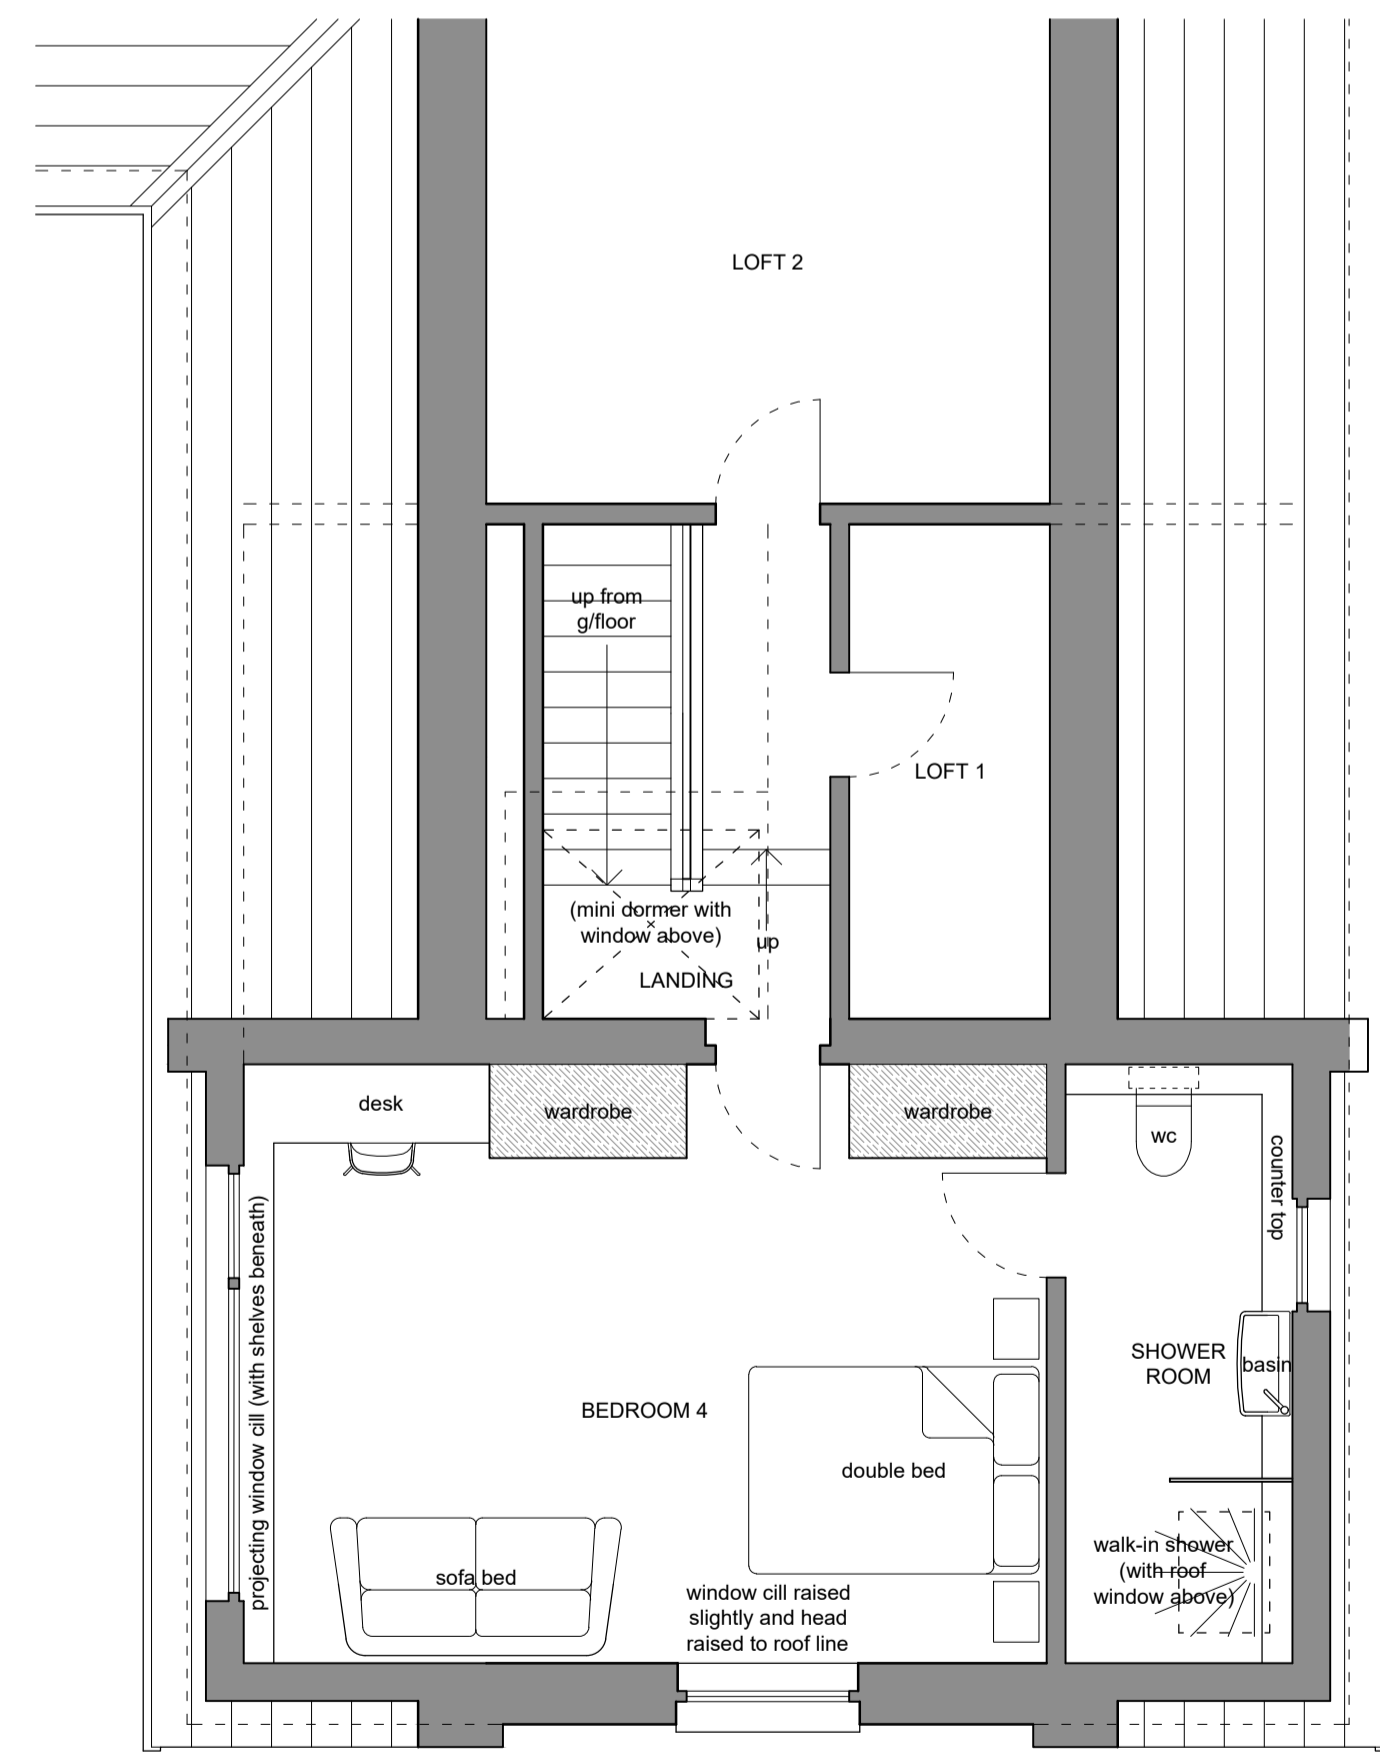 LOFT 2
up from
g/floor
LOFT 1
(mini dormer with
window above)
up
LANDING
desk
wardrobe
wardrobe
wc
counter top
projecting window cill (with shelves beneath)
SHOWER
ROOM
basin
BEDROOM 4
double bed
sofa bed
window cill raised
slightly and head
raised to roof line
walk-in shower
(with roof
window above)